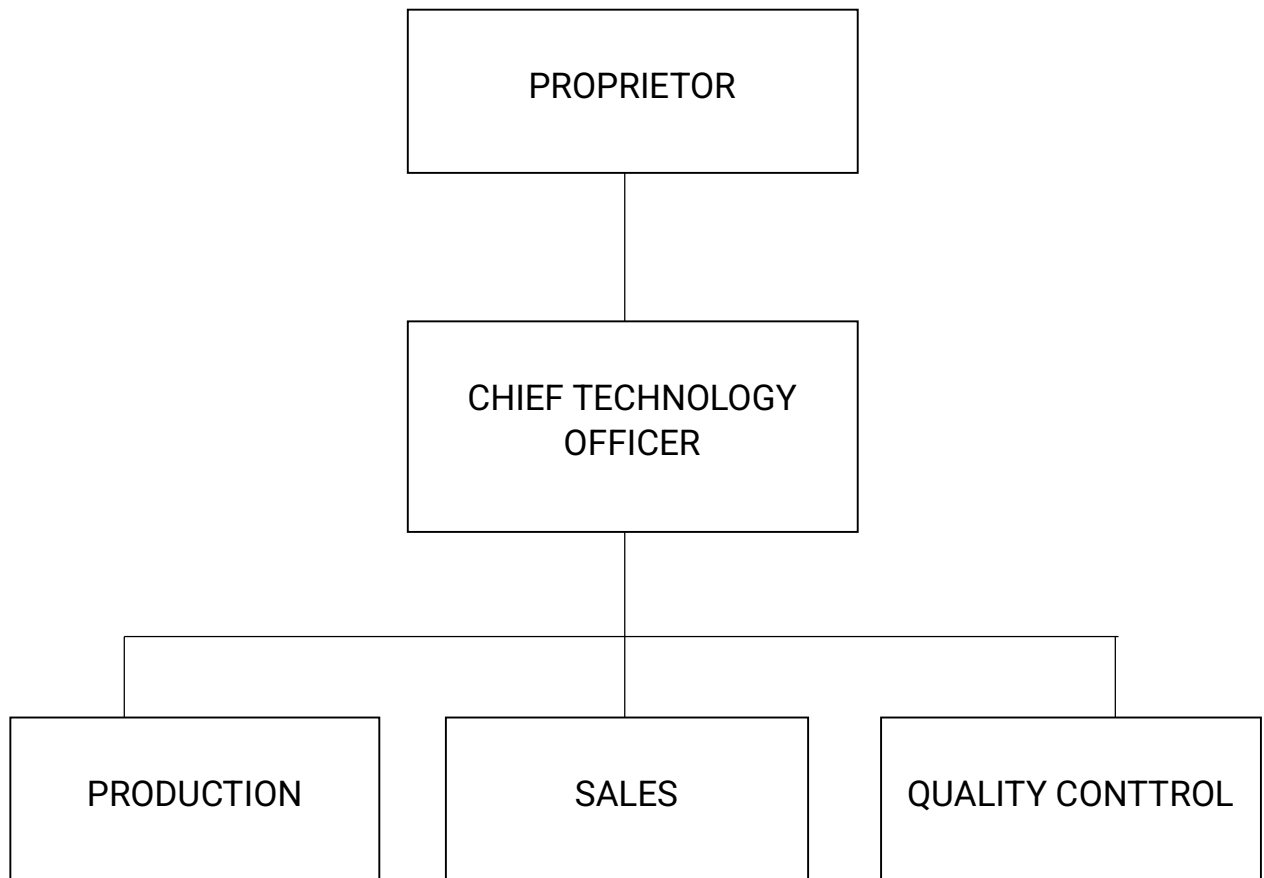 PROPRIETOR
CHIEF TECHNOLOGY
OFFICER
PRODUCTION
SALES
QUALITY CONTTROL